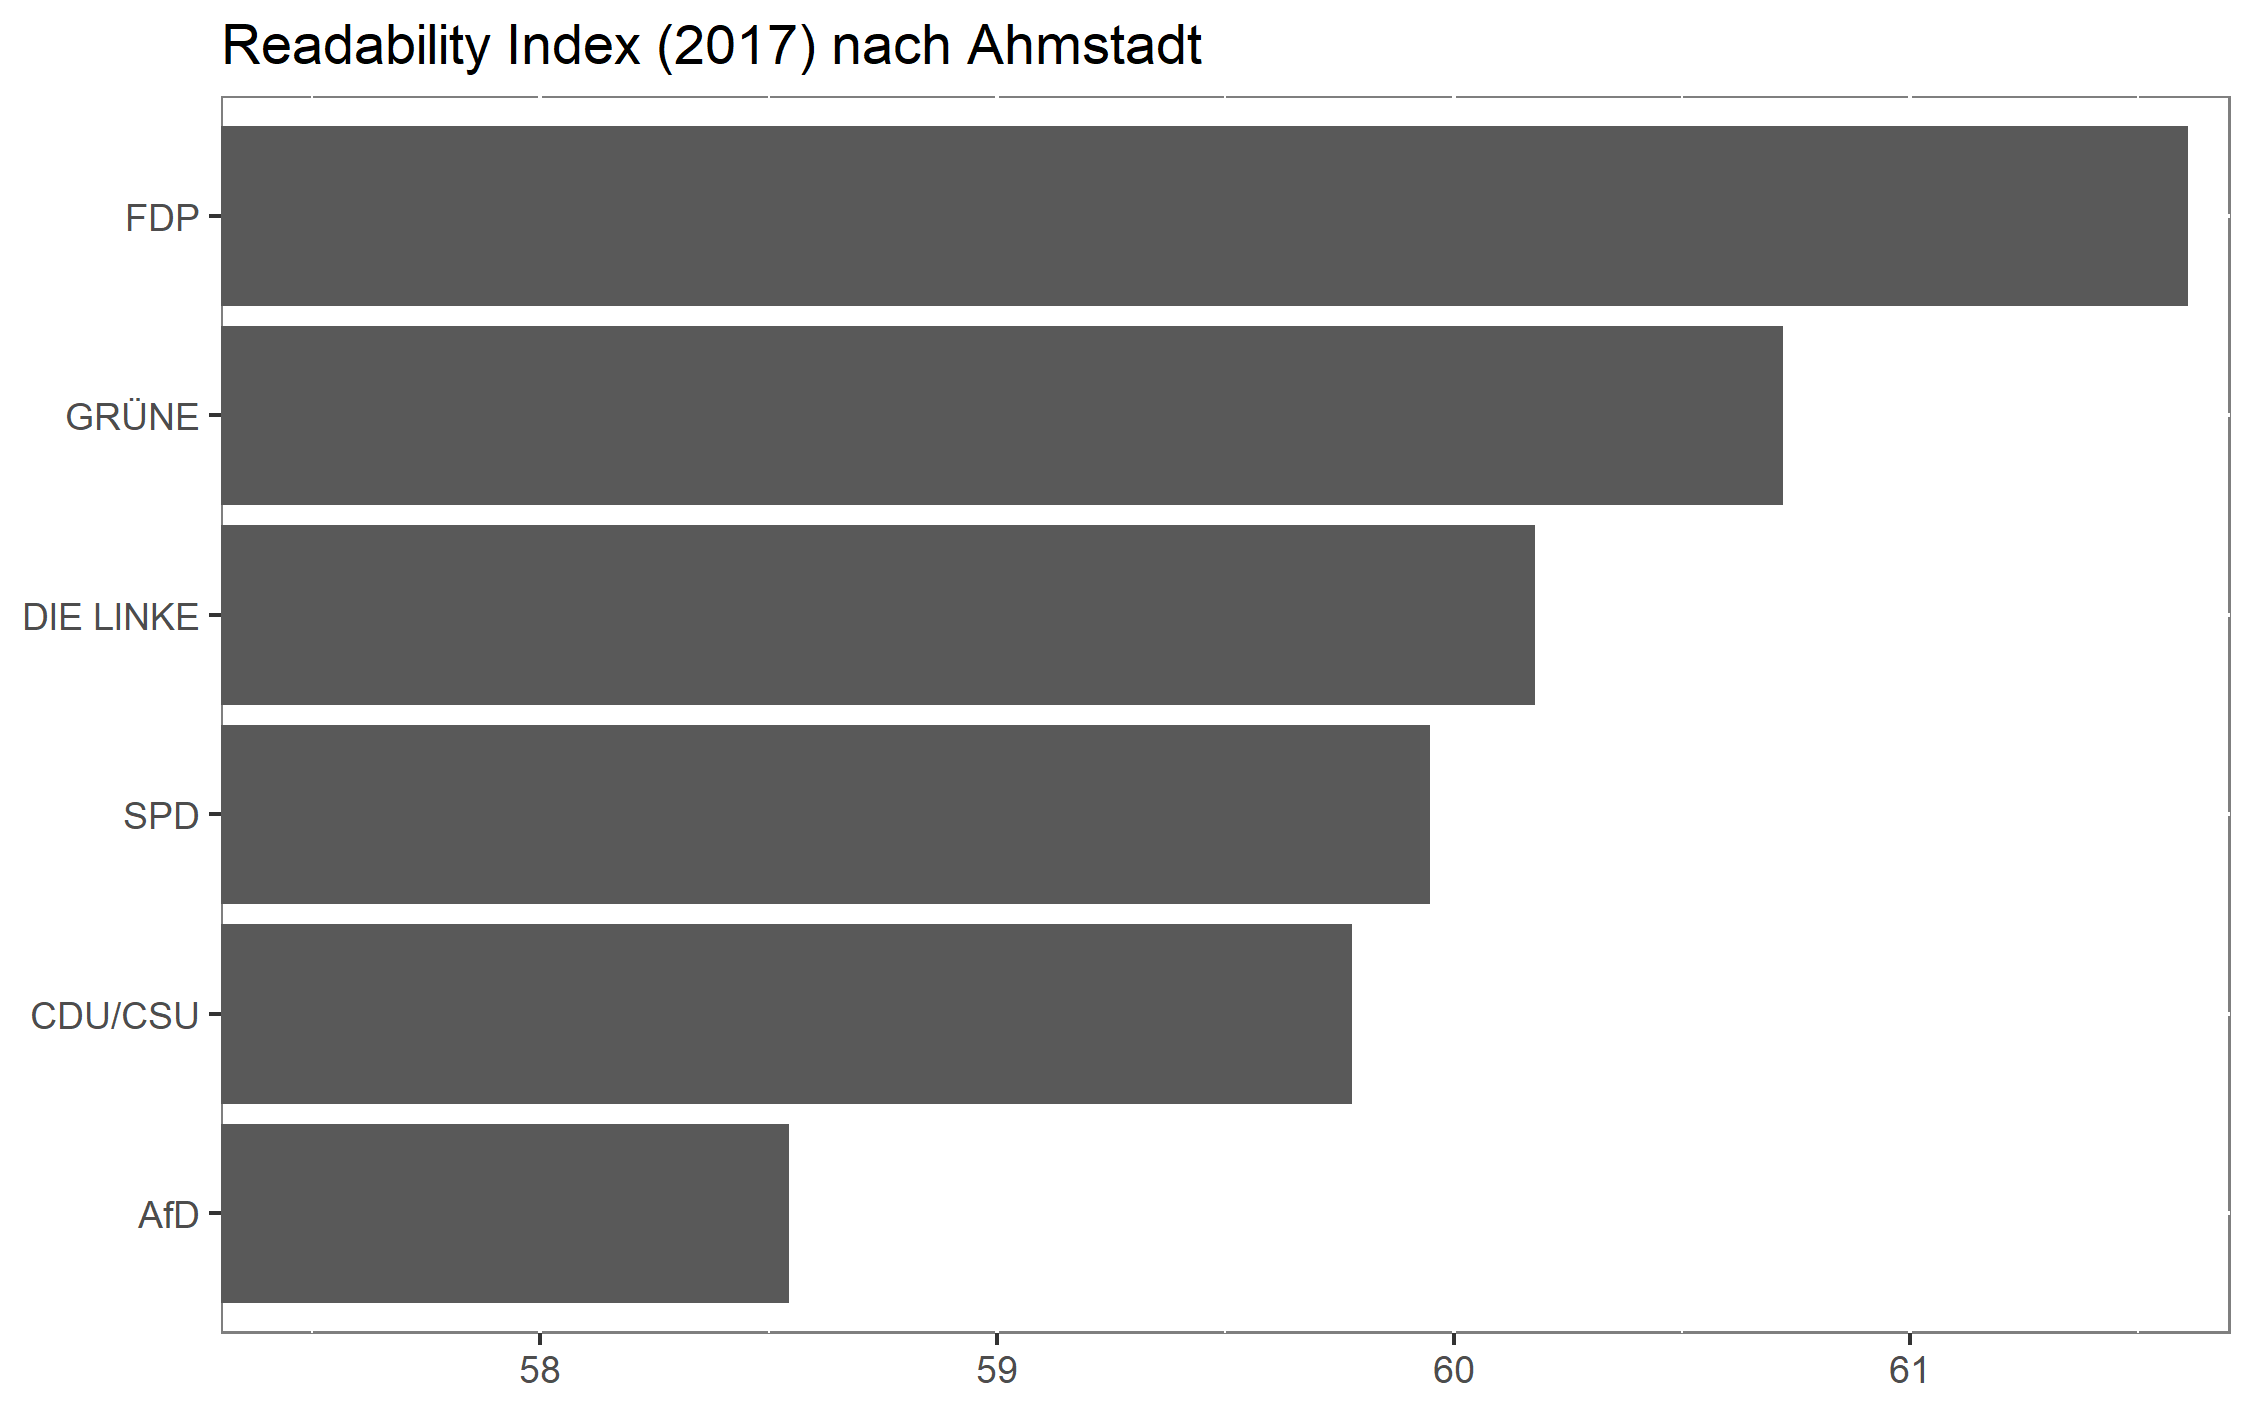 Readability Index (2017) nach Ahmstadt
FDP
GRÜNE
DIE LINKE
SPD
CDU/CSU
AfD
58 59 60 61